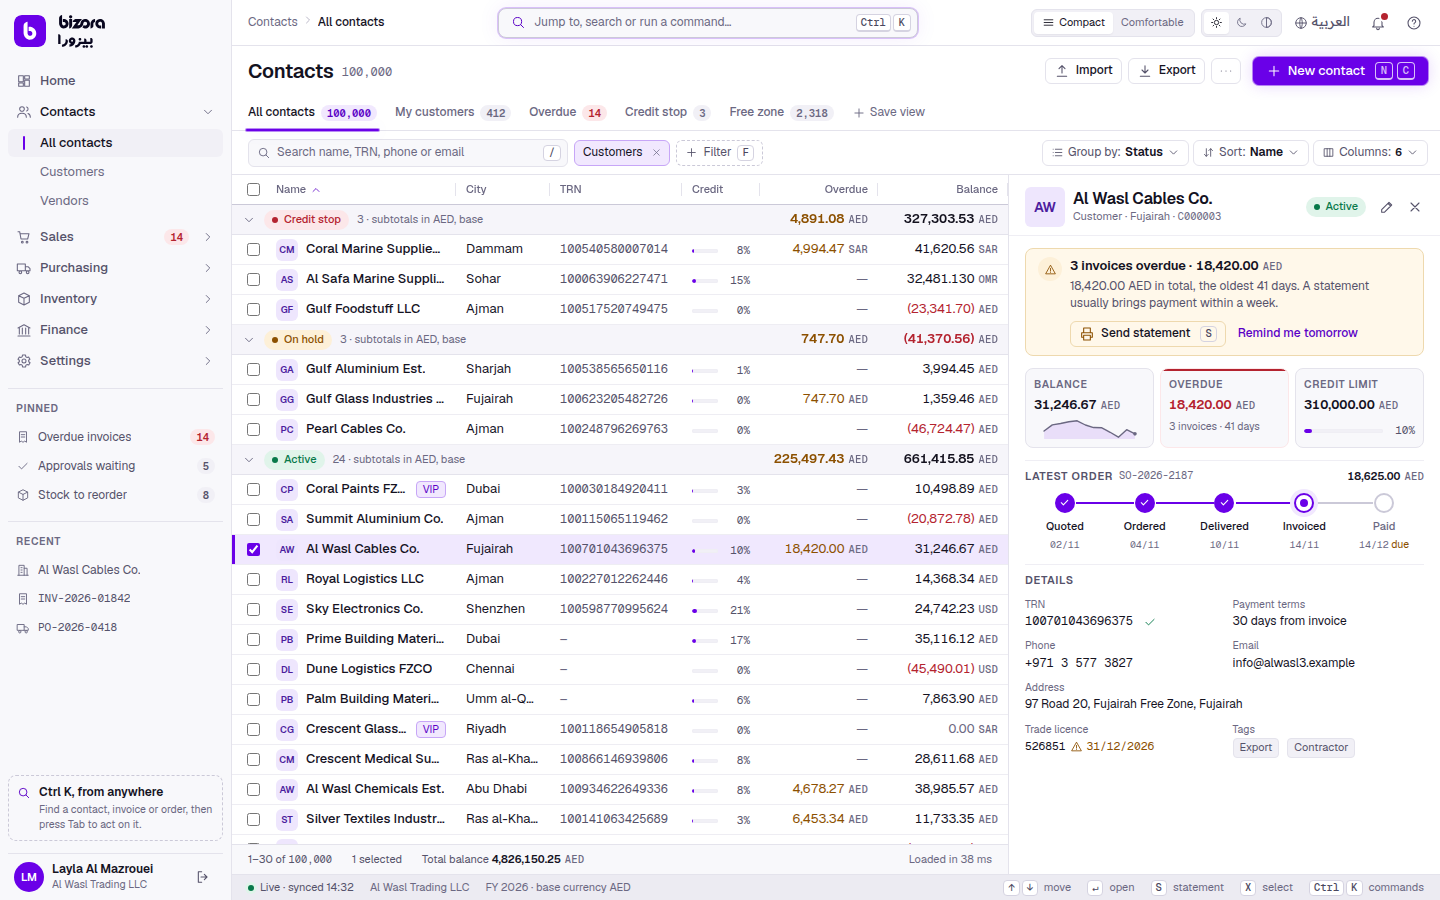 bizora
بيزورا
Home
Contacts
All contacts
Customers
Vendors
Sales 14
Purchasing
Inventory
Finance
Settings
PINNED
Overdue invoices 14
Approvals waiting 5
Stock to reorder 8
RECENT
Al Wasl Cables Co.
INV-2026-01842
PO-2026-0418
Ctrl K, from anywhere
Find a contact, invoice or order, then
press Tab to act on it.
LM Layla Al Mazrouei
Al Wasl Trading LLC
Contacts All contacts
Jump to, search or run a command... Ctrl K
Compact Comfortable
العربية
Contacts 100,000
Import Export ... New contact N C
All contacts 100,000 My customers 412 Overdue 14 Credit stop 3 Free zone 2,318 Save view
Search name, TRN, phone or email / Customers Filter F
Group by: Status Sort: Name Columns: 6
Name City TRN Credit Overdue Balance
Credit stop 3 · subtotals in AED, base 4,891.08 AED 327,303.53 AED
CM Coral Marine Supplie... Dammam 100540580007014 8% 4,994.47 SAR 41,620.56 SAR
AS Al Safa Marine Suppli... Sohar 100063906227471 15% — 32,481.130 OMR
GF Gulf Foodstuff LLC Ajman 100517520749475 0% — (23,341.70) AED
On hold 3 · subtotals in AED, base 747.70 AED (41,370.56) AED
GA Gulf Aluminium Est. Sharjah 100538565650116 1% — 3,994.45 AED
GG Gulf Glass Industries ... Fujairah 100623205482726 0% 747.70 AED 1,359.46 AED
PC Pearl Cables Co. Ajman 100248796269763 0% — (46,724.47) AED
Active 24 · subtotals in AED, base 225,497.43 AED 661,415.85 AED
CP Coral Paints FZ... VIP Dubai 100030184920411 3% — 10,498.89 AED
SA Summit Aluminium Co. Ajman 100115065119462 0% — (20,872.78) AED
AW Al Wasl Cables Co. Fujairah 100701043696375 10% 18,420.00 AED 31,246.67 AED
RL Royal Logistics LLC Ajman 100227012262446 4% — 14,368.34 AED
SE Sky Electronics Co. Shenzhen 100598770995624 21% — 24,742.23 USD
PB Prime Building Materi... Dubai – 17% — 35,116.12 AED
DL Dune Logistics FZCO Chennai – 0% — (45,490.01) USD
PB Palm Building Materi... Umm al-Q... – 6% — 7,863.90 AED
CG Crescent Glass... VIP Riyadh 100118654905818 0% — 0.00 SAR
CM Crescent Medical Su... Ras al-Kha... 100866146939806 8% — 28,611.68 AED
AW Al Wasl Chemicals Est. Abu Dhabi 100934622649336 8% 4,678.27 AED 38,985.57 AED
ST Silver Textiles Industr... Ras al-Kha... 100141063425689 3% 6,453.34 AED 11,733.35 AED
1–30 of 100,000 1 selected Total balance 4,826,150.25 AED Loaded in 38 ms
AW Al Wasl Cables Co. Active
Customer · Fujairah · C000003
3 invoices overdue · 18,420.00 AED
18,420.00 AED in total, the oldest 41 days. A statement
usually brings payment within a week.
Send statement S Remind me tomorrow
BALANCE OVERDUE CREDIT LIMIT
31,246.67 AED 18,420.00 AED 310,000.00 AED
3 invoices · 41 days 10%
LATEST ORDER SO-2026-2187 18,625.00 AED
Quoted Ordered Delivered Invoiced Paid
02/11 04/11 10/11 14/11 14/12 due
DETAILS
TRN Payment terms
100701043696375 30 days from invoice
Phone Email
+971 3 577 3827 info@alwasl3.example
Address
97 Road 20, Fujairah Free Zone, Fujairah
Trade licence Tags
526851 31/12/2026 Export Contractor
Live · synced 14:32 Al Wasl Trading LLC FY 2026 · base currency AED
↑ ↓ move ↵ open S statement X select Ctrl K commands